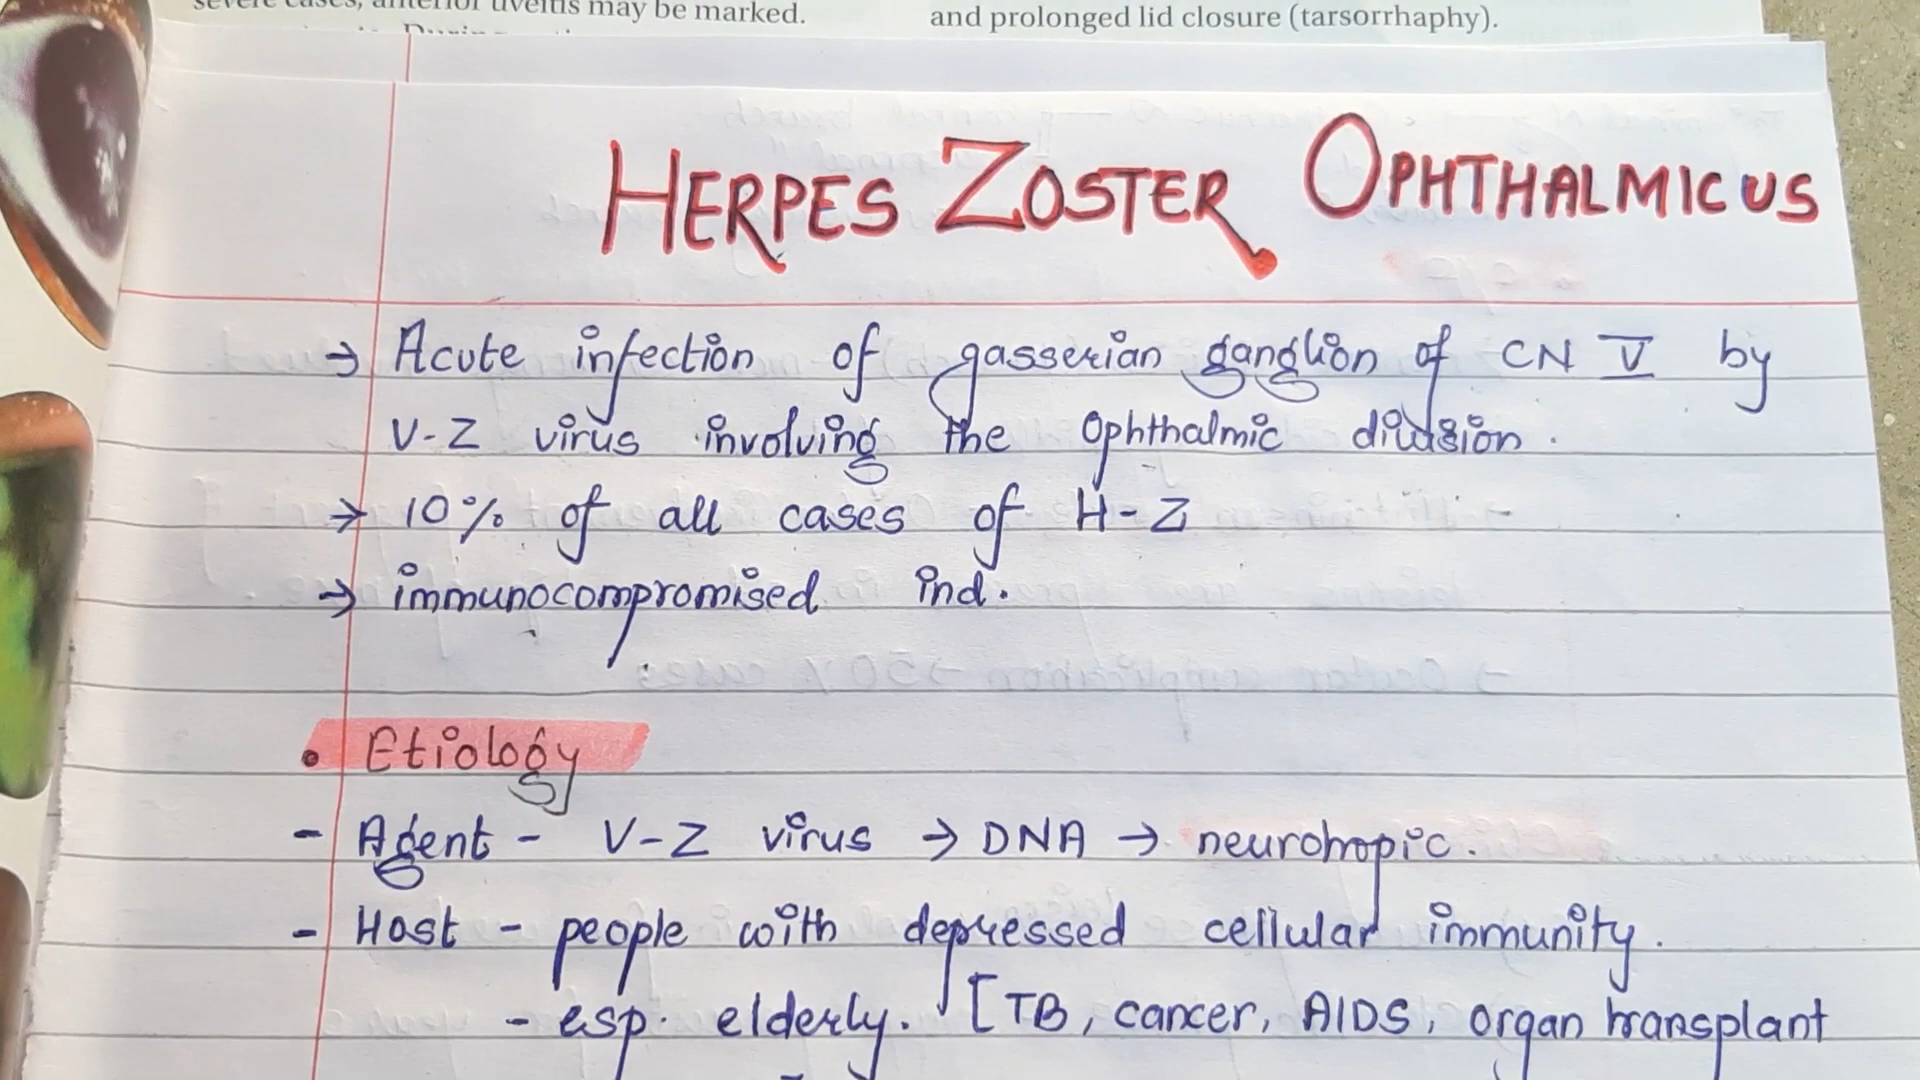 severe cases, anterior uveitis may be marked.
and prolonged lid closure (tarsorrhaphy).
HERPES ZOSTER OPHTHALMICUS
→ Acute infection of gasserian ganglion of CN V by
V-Z virus involving the Ophthalmic division.
→ 10% of all cases of H-Z
→ immunocompromised ind.
• Etiology
- Agent - V-Z virus → DNA → neurotropic.
- Host - people with depressed cellular immunity.
- esp. elderly. [TB, cancer, AIDS, organ transplant